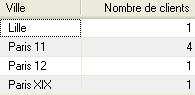 Ville Nombre de clients
Lille 1
Paris 11 4
Paris 12 1
Paris XIX 1